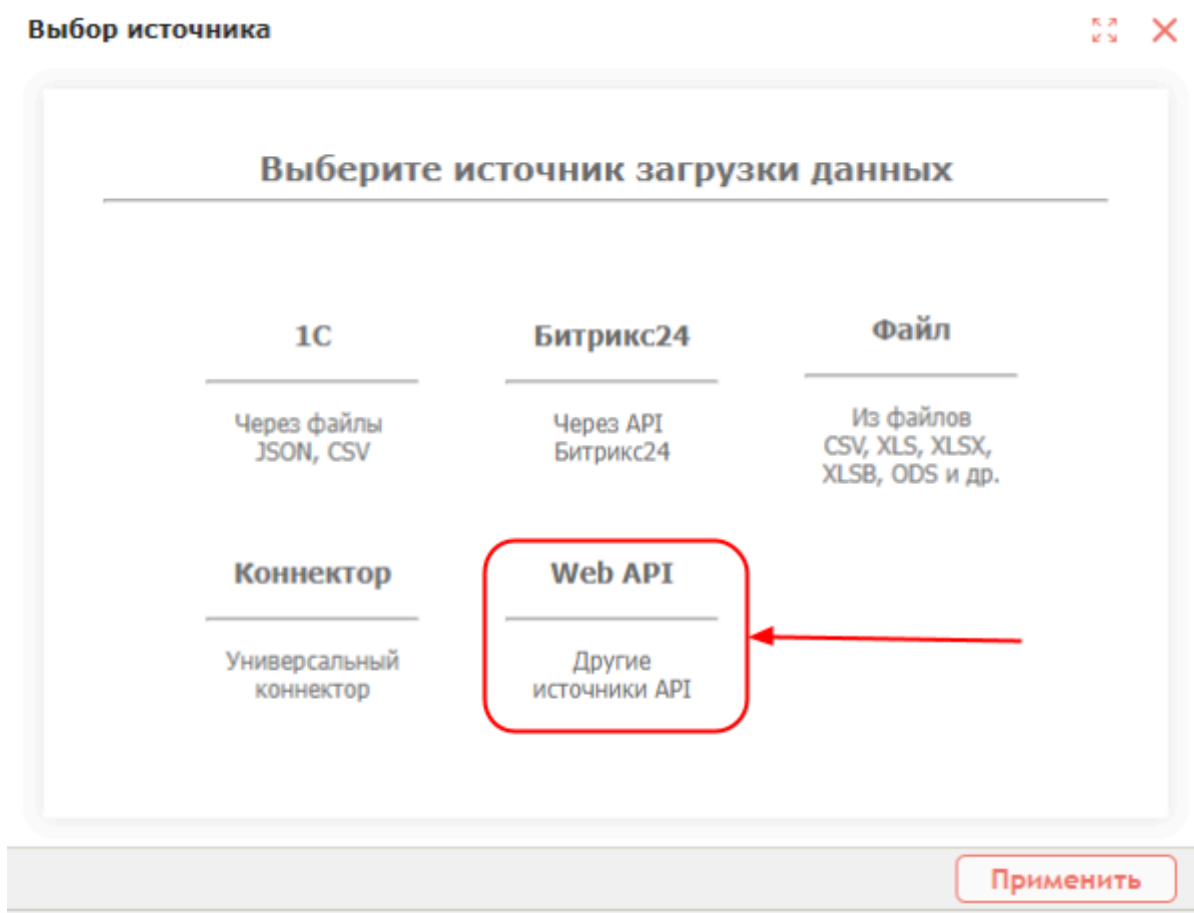 Выбор источника
Выберите источник загрузки данных
1С
Через файлы
JSON, CSV
Битрикс24
Через API
Битрикс24
Файл
Из файлов
CSV, XLS, XLSX,
XLSB, ODS и др.
Коннектор
Универсальный
коннектор
Web API
Другие
источники API
Применить